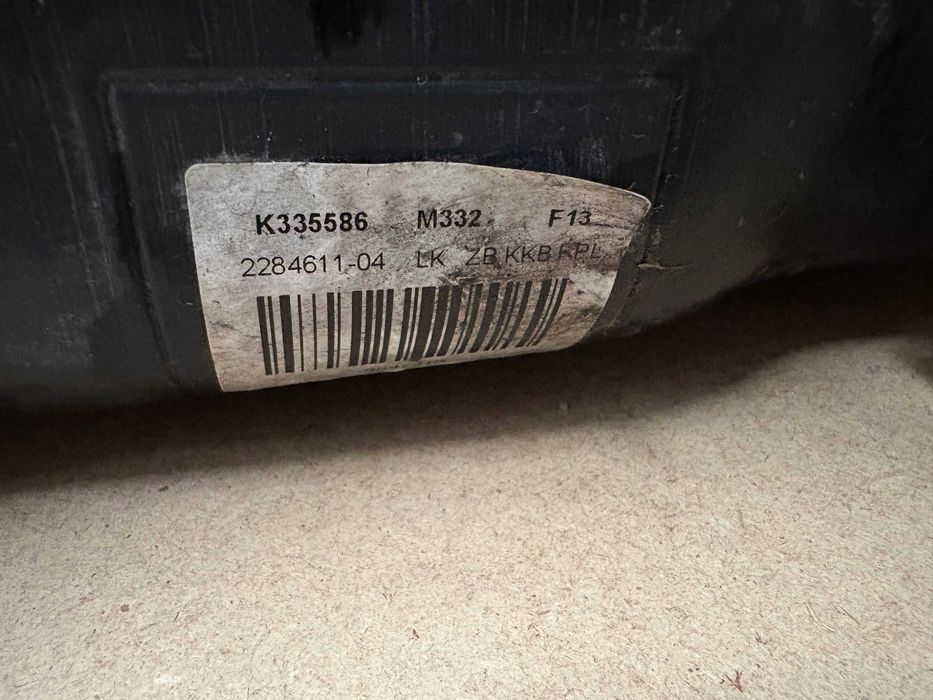 K335586 M332 F13
2284611-04 LK ZB KKB KPL